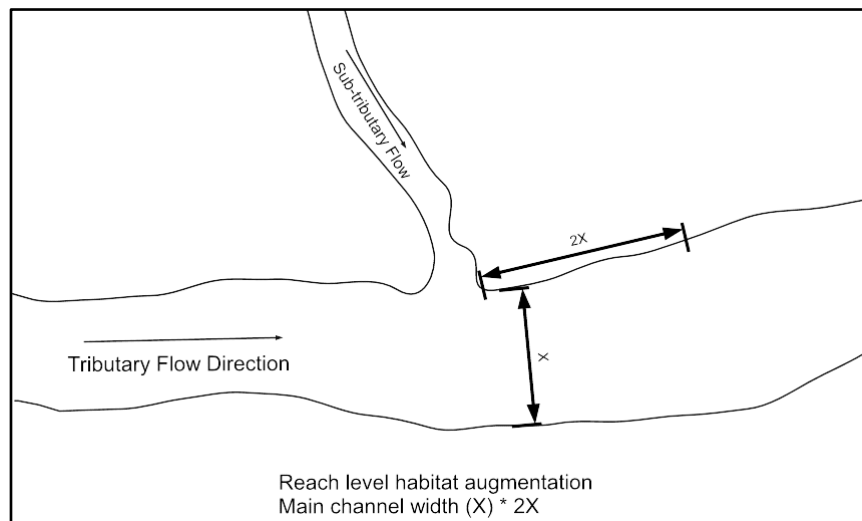 Sub-tributary Flow
2X
X
Tributary Flow Direction
Reach level habitat augmentation
Main channel width (X) * 2X